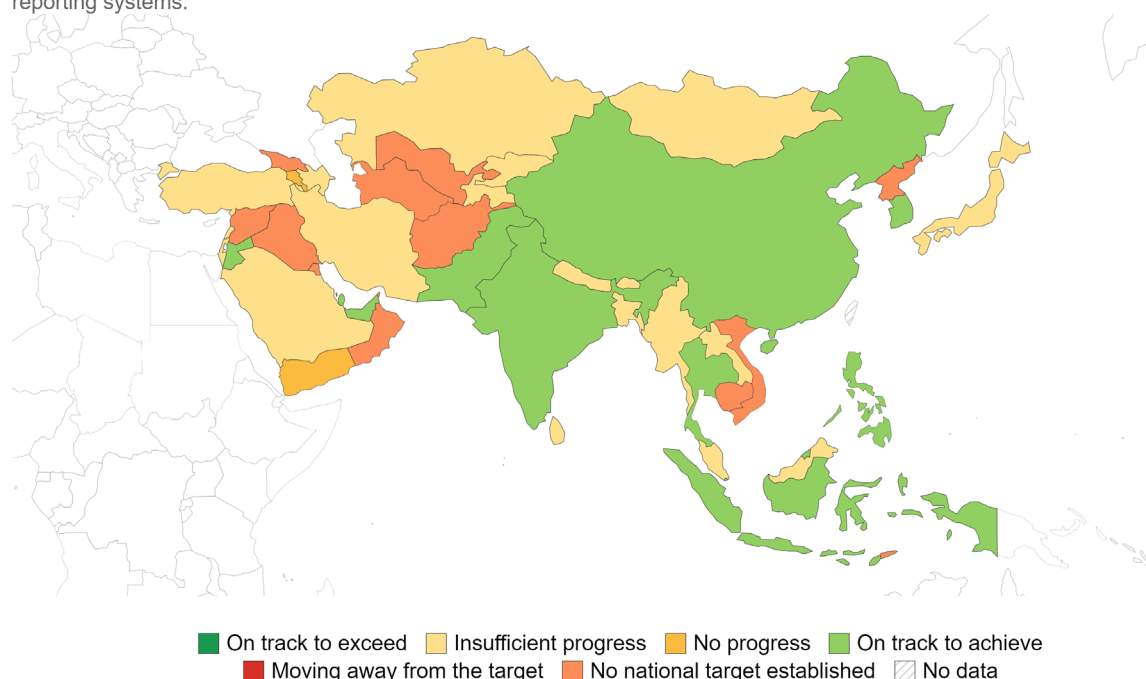 reporting systems.
On track to exceed Insufficient progress No progress On track to achieve
Moving away from the target No national target established No data